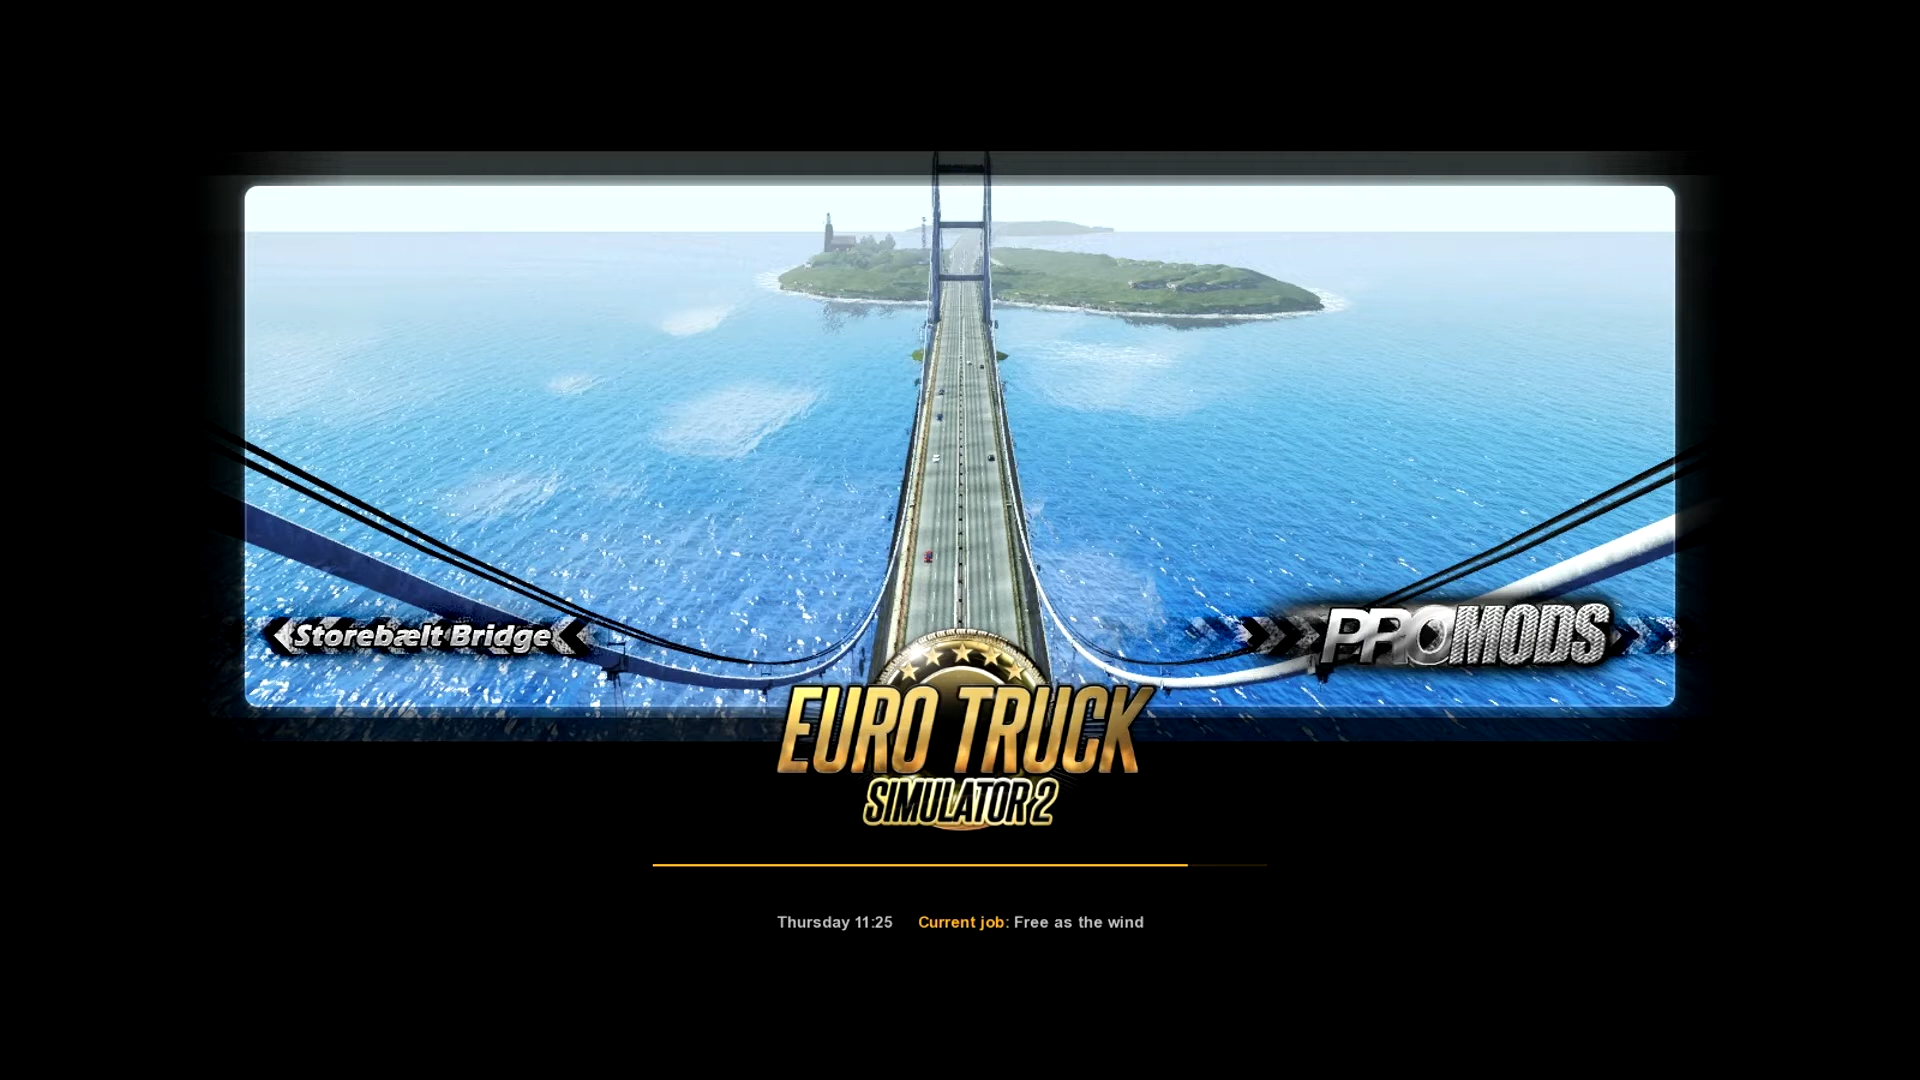 Storebælt Bridge
PROMODS
EURO TRUCK
SIMULATOR 2
Thursday 11:25 Current job: Free as the wind